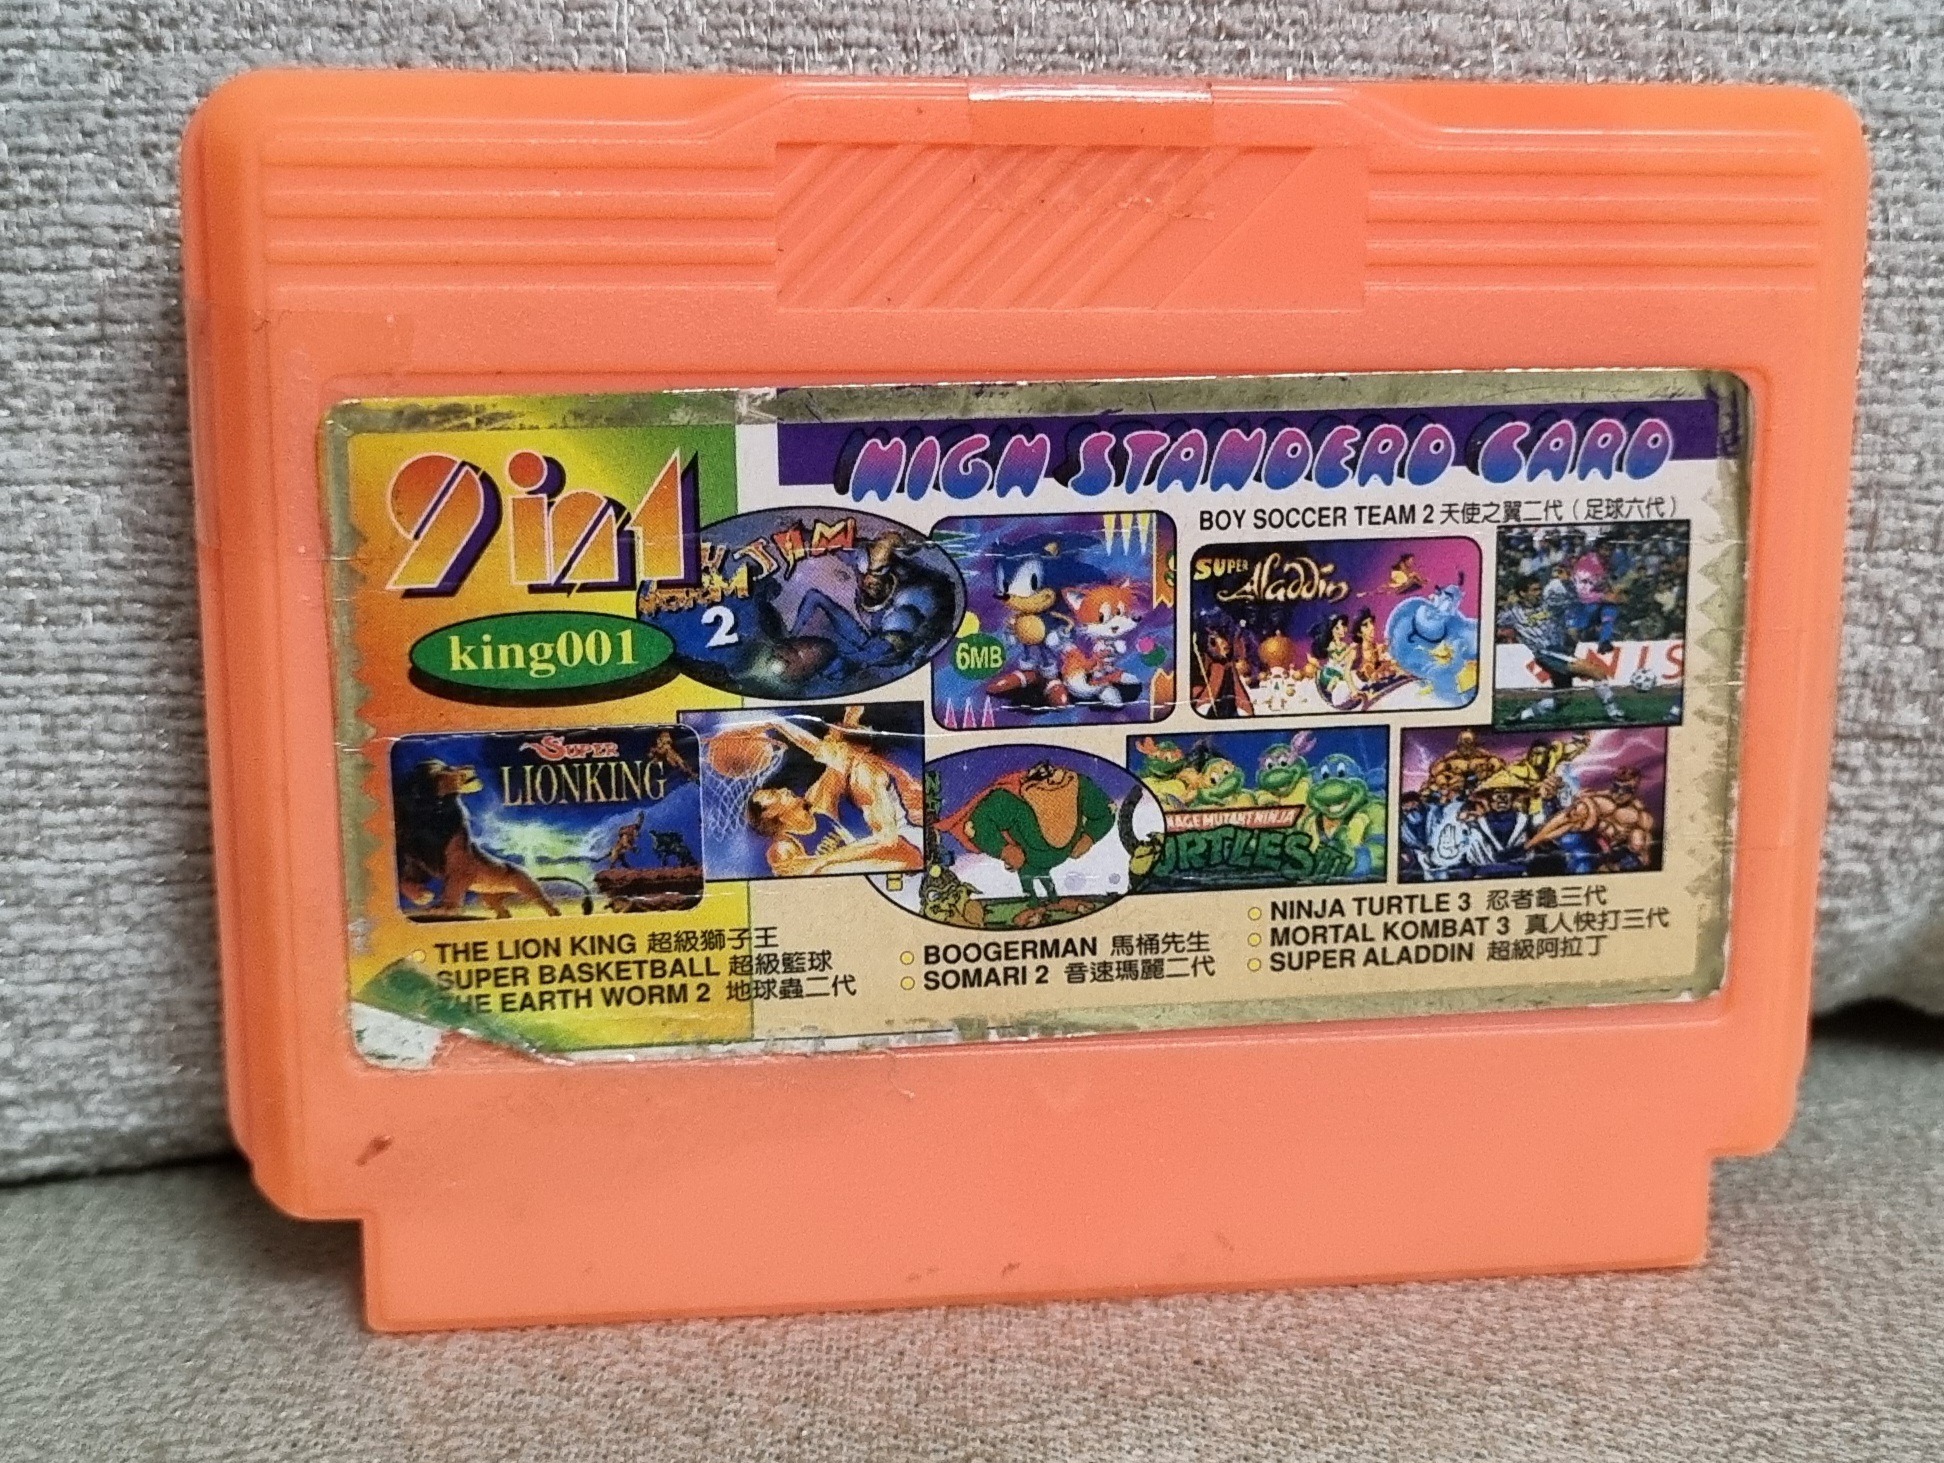 9in1
HIGH STANDERD CARD
BOY SOCCER TEAM 2 天使之翼二代（足球六代）
king001
JAM
2
6MB
SUPER
Aladdin
NIS
SUPER
LIONKING
TURTLES III
THE LION KING 超級獅子王
SUPER BASKETBALL 超級籃球
THE EARTH WORM 2 地球蟲二代
BOOGERMAN 馬桶先生
SOMARI 2 音速瑪麗二代
NINJA TURTLE 3 忍者龜三代
MORTAL KOMBAT 3 真人快打三代
SUPER ALADDIN 超級阿拉丁